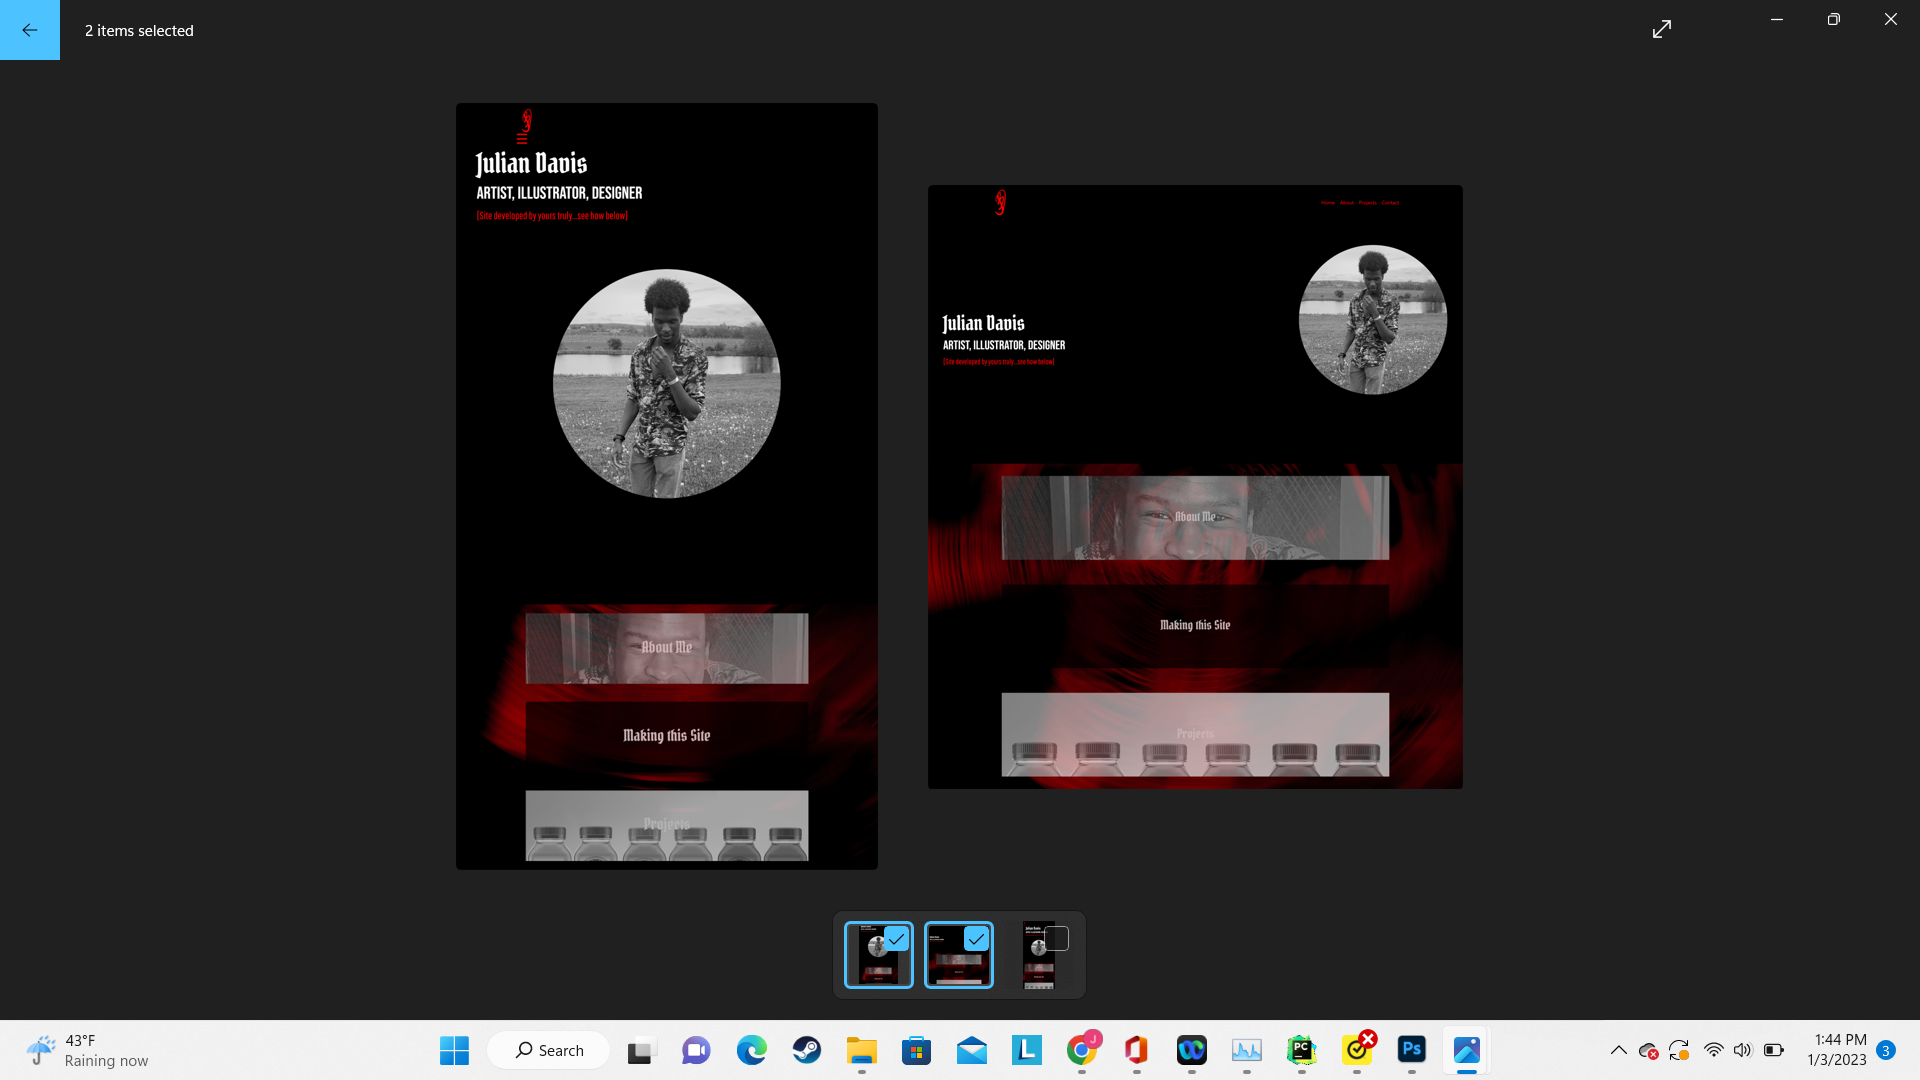 2 items selected
Julian Davis
ARTIST, ILLUSTRATOR, DESIGNER
[Site developed by yours truly...see how below]
About Me
Making this Site
Projects
Home About Projects Contact
Julian Davis
ARTIST, ILLUSTRATOR, DESIGNER
[Site developed by yours truly...see how below]
About Me
Making this Site
Projects
43°F
Raining now
Search
L
J
PC
Ps
1:44 PM
1/3/2023
3